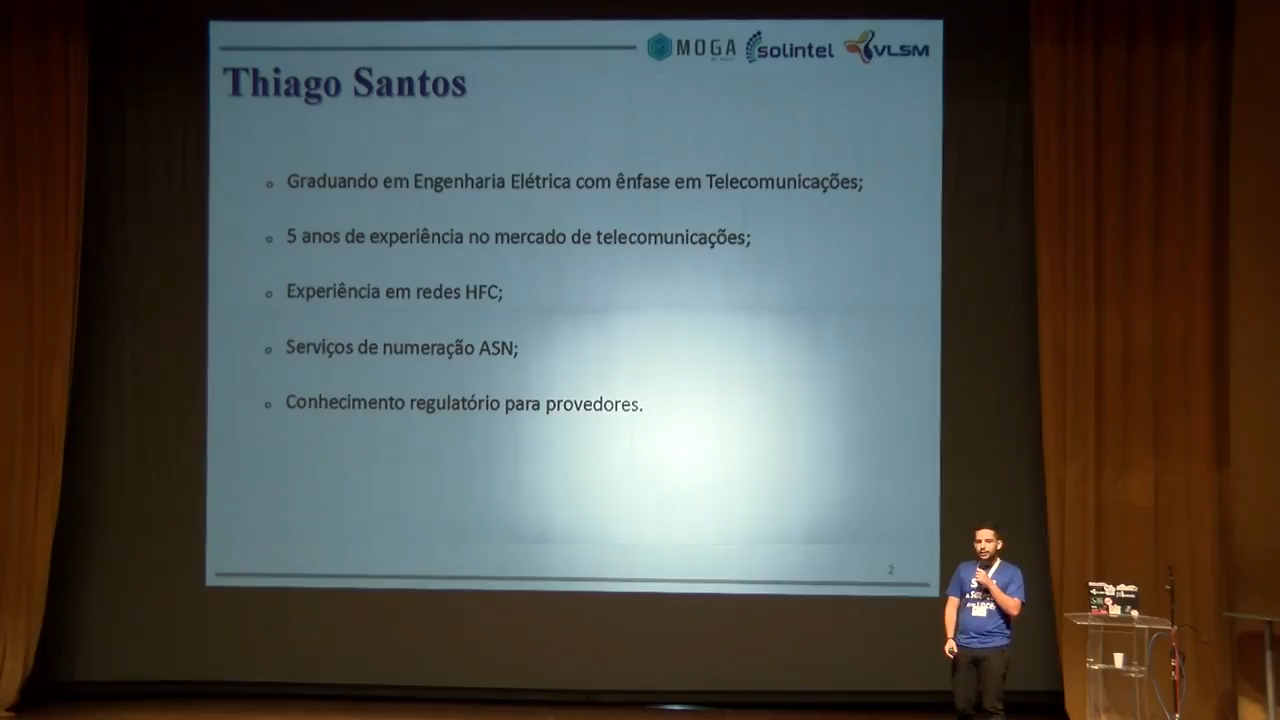 MOGA
solintel
VLSM
Thiago Santos
Graduando em Engenharia Elétrica com ênfase em Telecomunicações;
5 anos de experiência no mercado de telecomunicações;
Experiência em redes HFC;
Serviços de numeração ASN;
Conhecimento regulatório para provedores.
2